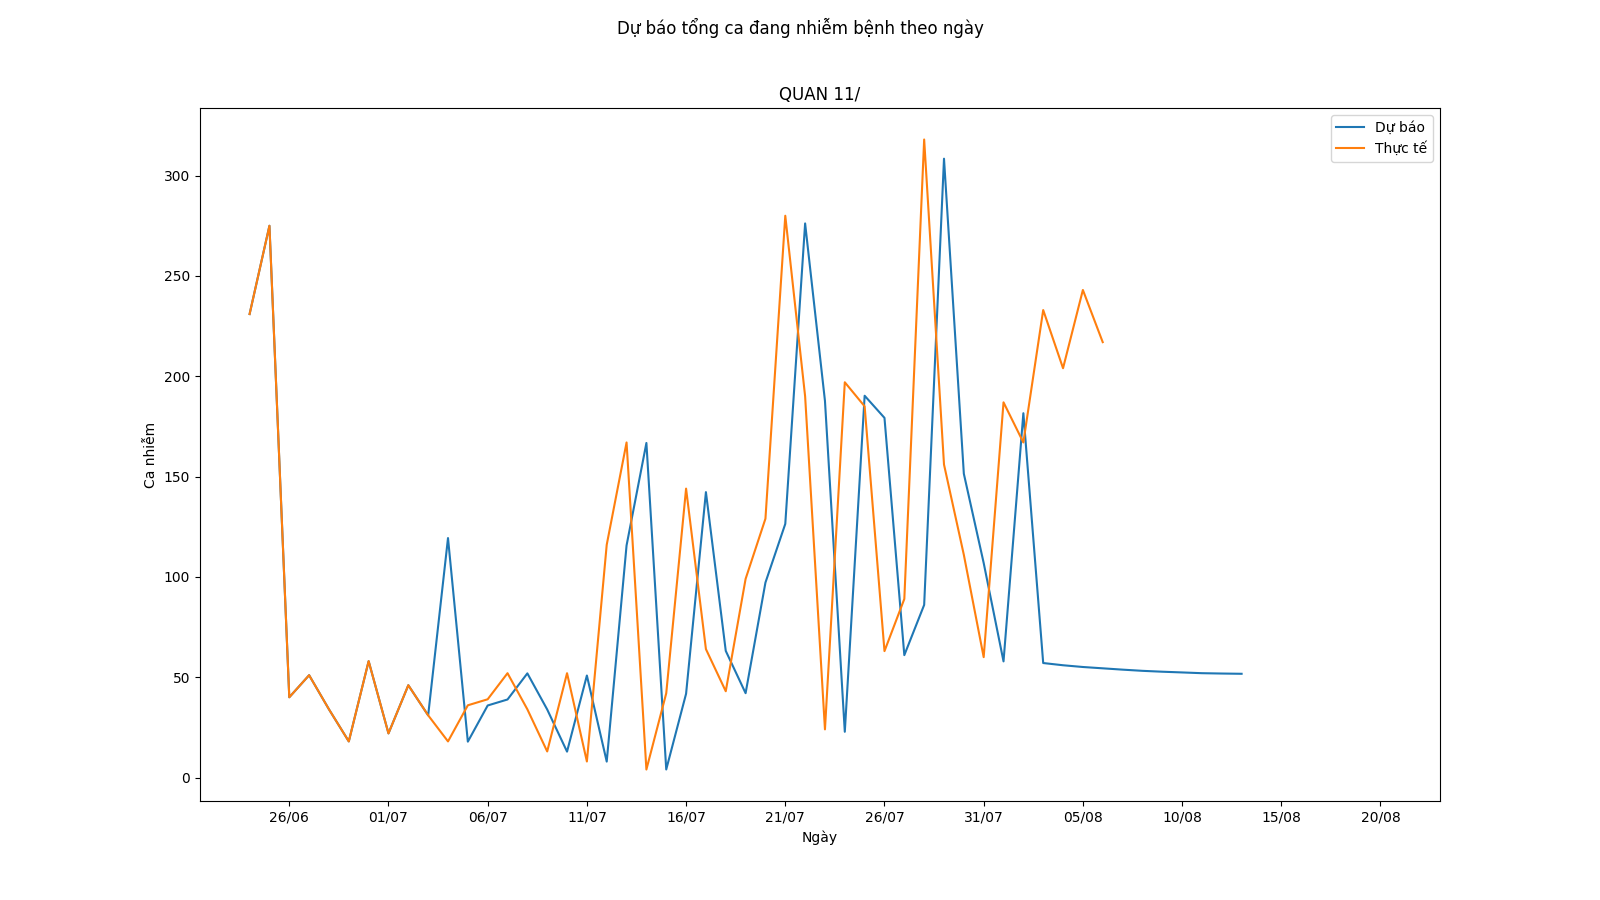 Dự báo tổng ca đang nhiễm bệnh theo ngày
QUAN 11/
Dự báo
Thực tế
Ca nhiễm
300
250
200
150
100
50
0
26/06 01/07 06/07 11/07 16/07 21/07 26/07 31/07 05/08 10/08 15/08 20/08
Ngày